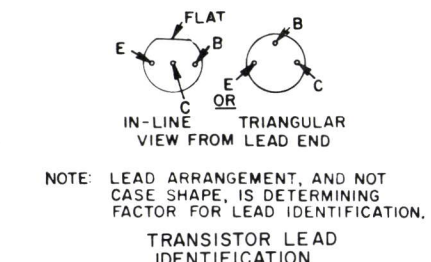 FLAT
E
B
C
B
E
C
OR
IN-LINE TRIANGULAR
VIEW FROM LEAD END
NOTE: LEAD ARRANGEMENT, AND NOT
CASE SHAPE, IS DETERMINING
FACTOR FOR LEAD IDENTIFICATION.
TRANSISTOR LEAD
IDENTIFICATION